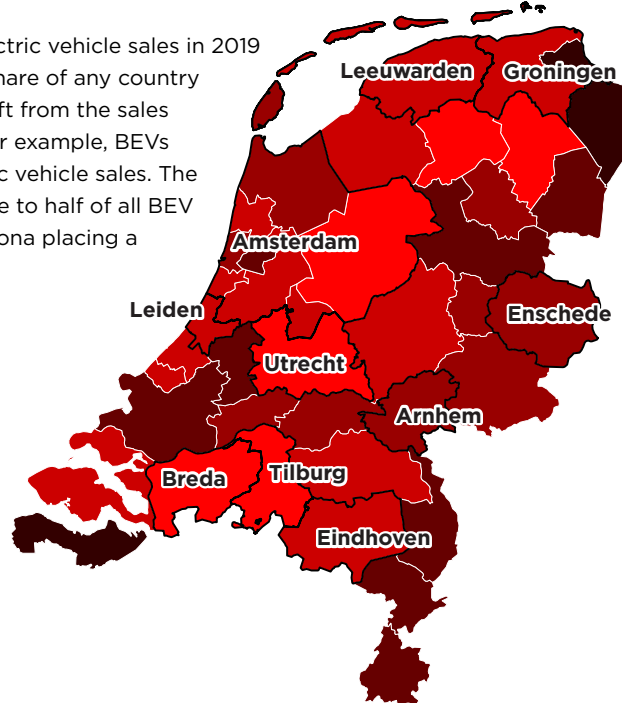 ctric vehicle sales in 2019
hare of any country
ft from the sales
r example, BEVs
c vehicle sales. The
e to half of all BEV
ona placing a
Leeuwarden
Groningen
Amsterdam
Leiden
Enschede
Utrecht
Arnhem
Breda
Tilburg
Eindhoven